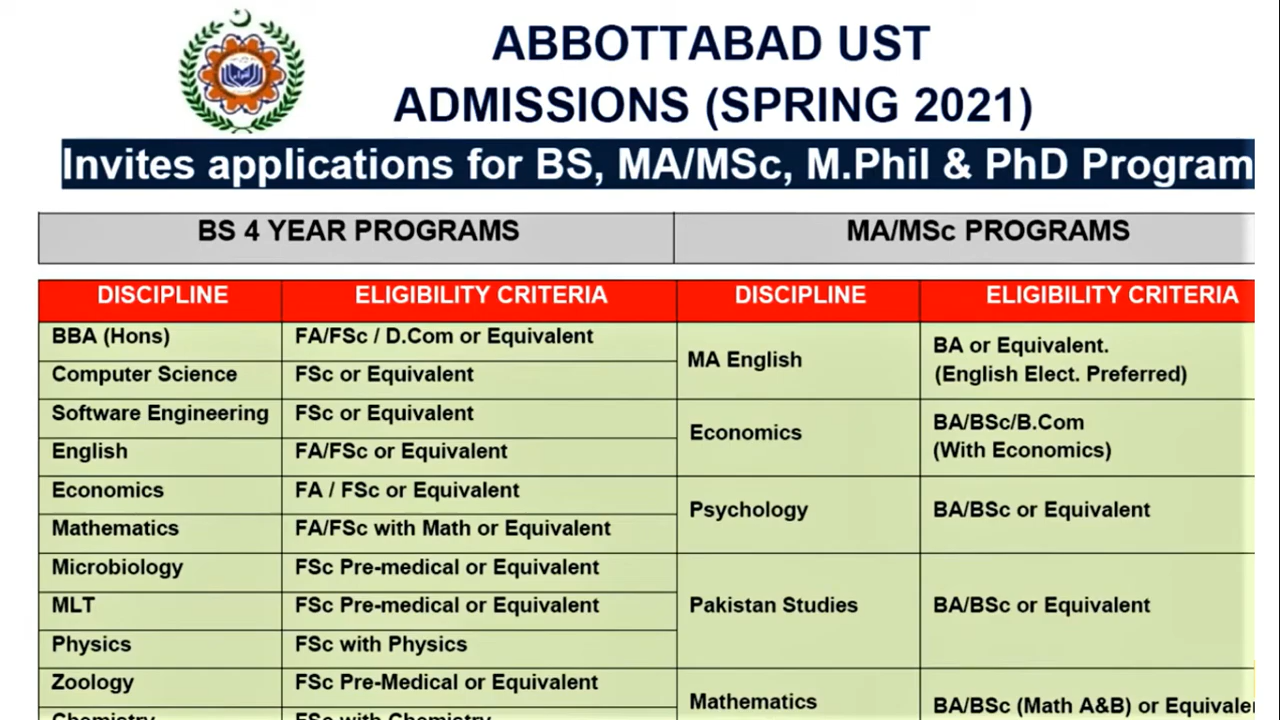 ABBOTTABAD UST
ADMISSIONS (SPRING 2021)
Invites applications for BS, MA/MSc, M.Phil & PhD Program
BS 4 YEAR PROGRAMS
MA/MSc PROGRAMS
DISCIPLINE ELIGIBILITY CRITERIA
BBA (Hons) FA/FSc / D.Com or Equivalent
Computer Science FSc or Equivalent
Software Engineering FSc or Equivalent
English FA/FSc or Equivalent
Economics FA / FSc or Equivalent
Mathematics FA/FSc with Math or Equivalent
Microbiology FSc Pre-medical or Equivalent
MLT FSc Pre-medical or Equivalent
Physics FSc with Physics
Zoology FSc Pre-Medical or Equivalent
Chemistry FSc with Chemistry
DISCIPLINE ELIGIBILITY CRITERIA
MA English BA or Equivalent.
(English Elect. Preferred)
Economics BA/BSc/B.Com
(With Economics)
Psychology BA/BSc or Equivalent
Pakistan Studies BA/BSc or Equivalent
Mathematics BA/BSc (Math A&B) or